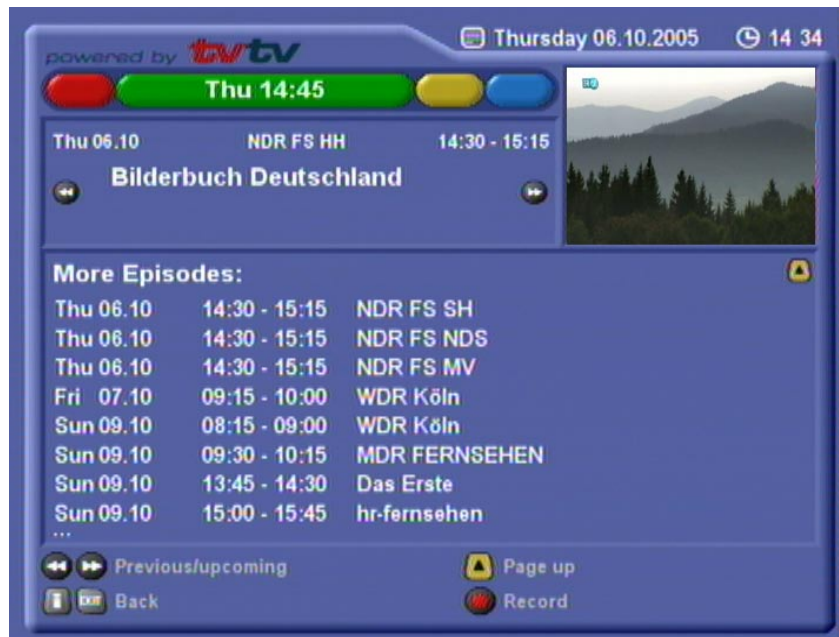 powered by tvtv
Thursday 06.10.2005 14 34
Thu 14:45
Thu 06.10 NDR FS HH 14:30 - 15:15
Bilderbuch Deutschland
More Episodes:
Thu 06.10 14:30 - 15:15 NDR FS SH
Thu 06.10 14:30 - 15:15 NDR FS NDS
Thu 06.10 14:30 - 15:15 NDR FS MV
Fri 07.10 09:15 - 10:00 WDR Köln
Sun 09.10 08:15 - 09:00 WDR Köln
Sun 09.10 09:30 - 10:15 MDR FERNSEHEN
Sun 09.10 13:45 - 14:30 Das Erste
Sun 09.10 15:00 - 15:45 hr-fernsehen
...
Previous/upcoming Page up
i EXIT Back Record